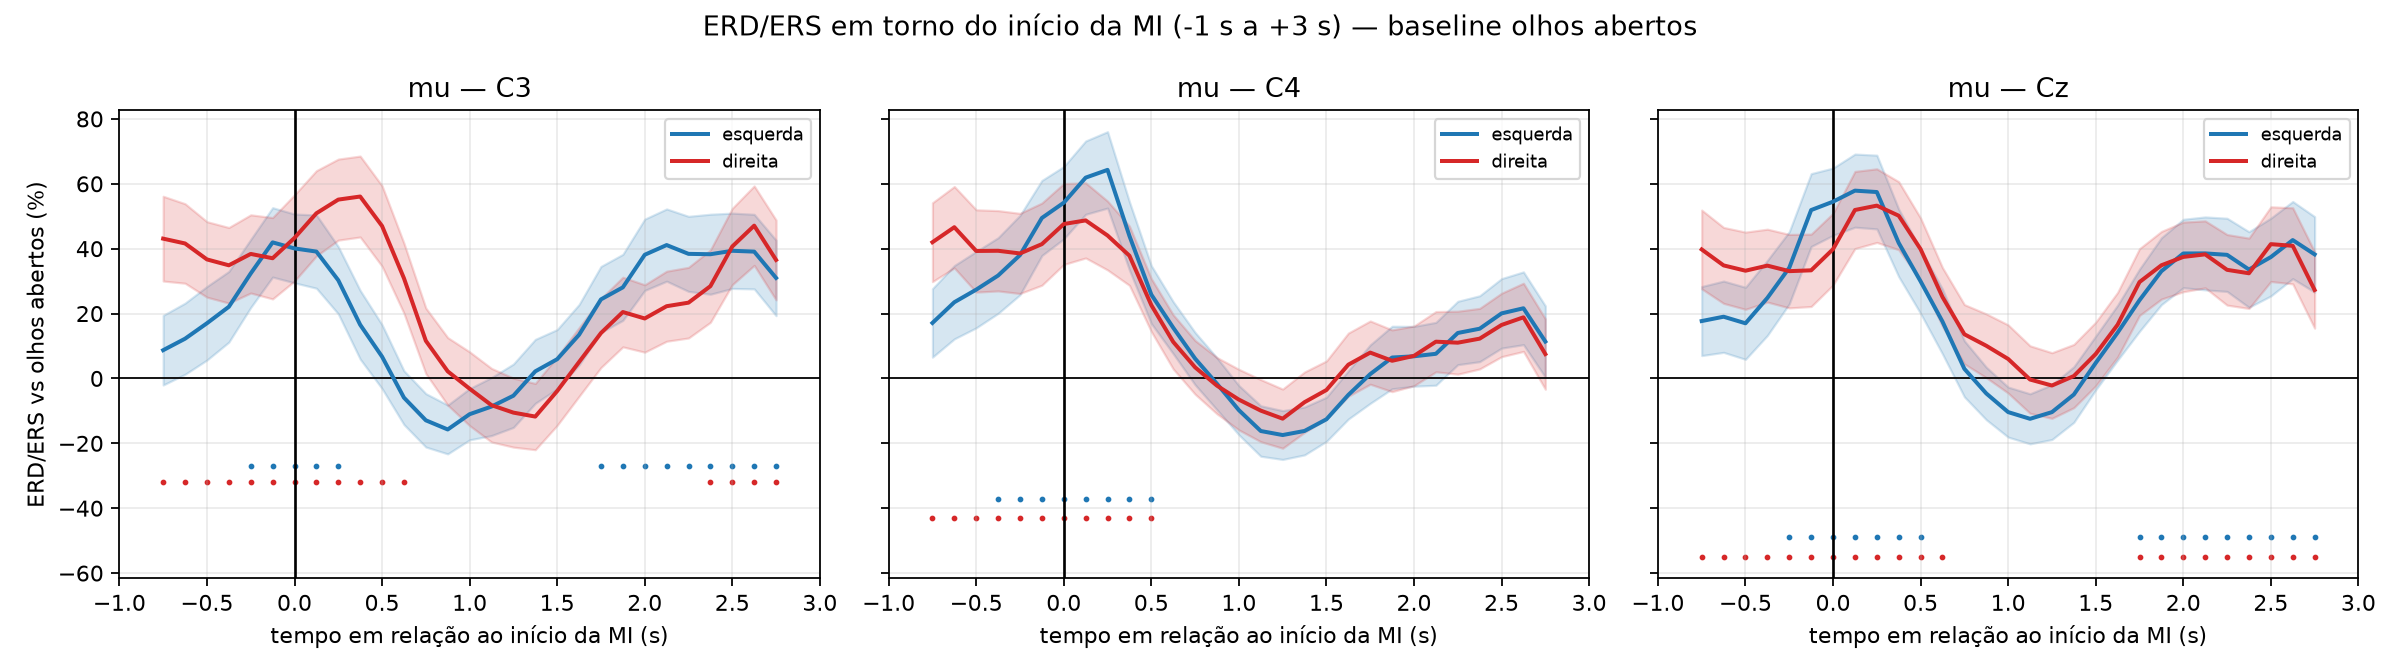 ERD/ERS em torno do início da MI (-1 s a +3 s) — baseline olhos abertos
mu — C3
mu — C4
mu — Cz
ERD/ERS vs olhos abertos (%)
80
60
40
20
0
−20
−40
−60
esquerda
direita
esquerda
direita
esquerda
direita
−1.0 −0.5 0.0 0.5 1.0 1.5 2.0 2.5 3.0
−1.0 −0.5 0.0 0.5 1.0 1.5 2.0 2.5 3.0
−1.0 −0.5 0.0 0.5 1.0 1.5 2.0 2.5 3.0
tempo em relação ao início da MI (s)
tempo em relação ao início da MI (s)
tempo em relação ao início da MI (s)